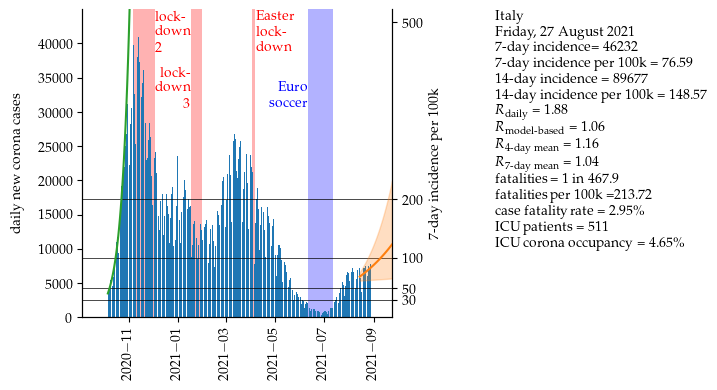 lock-
down
2
lock-
down
3
Easter
lock-
down
Euro
soccer
daily new corona cases
40000
35000
30000
25000
20000
15000
10000
5000
0
2020−11
2021−01
2021−03
2021−05
2021−07
2021−09
500
200
100
50
30
7-day incidence per 100k
Italy
Friday, 27 August 2021
7-day incidence= 46232
7-day incidence per 100k = 76.59
14-day incidence = 89677
14-day incidence per 100k = 148.57
R daily = 1.88
R model-based = 1.06
R 4-day mean = 1.16
R 7-day mean = 1.04
fatalities = 1 in 467.9
fatalities per 100k =213.72
case fatality rate = 2.95%
ICU patients = 511
ICU corona occupancy = 4.65%